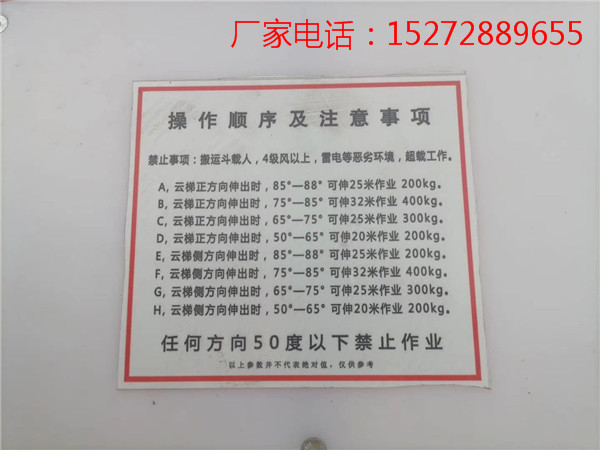 厂家电话：15272889655
操作顺序及注意事项
禁止事项：搬运斗载人，4级风以上，雷电等恶劣环境，超载工作。
A, 云梯正方向伸出时，85°—88° 可伸25米作业 200kg。
B, 云梯正方向伸出时，75°—85° 可伸32米作业 400kg。
C, 云梯正方向伸出时，65°—75° 可伸25米作业 300kg。
D, 云梯正方向伸出时，50°—65° 可伸20米作业 200kg。
E, 云梯侧方向伸出时，85°—88° 可伸25米作业 200kg。
F, 云梯侧方向伸出时，75°—85° 可伸32米作业 400kg。
G, 云梯侧方向伸出时，65°—75° 可伸25米作业 300kg。
H, 云梯侧方向伸出时，50°—65° 可伸20米作业 200kg。
任何方向50度以下禁止作业
以上参数并不代表绝对值，仅供参考